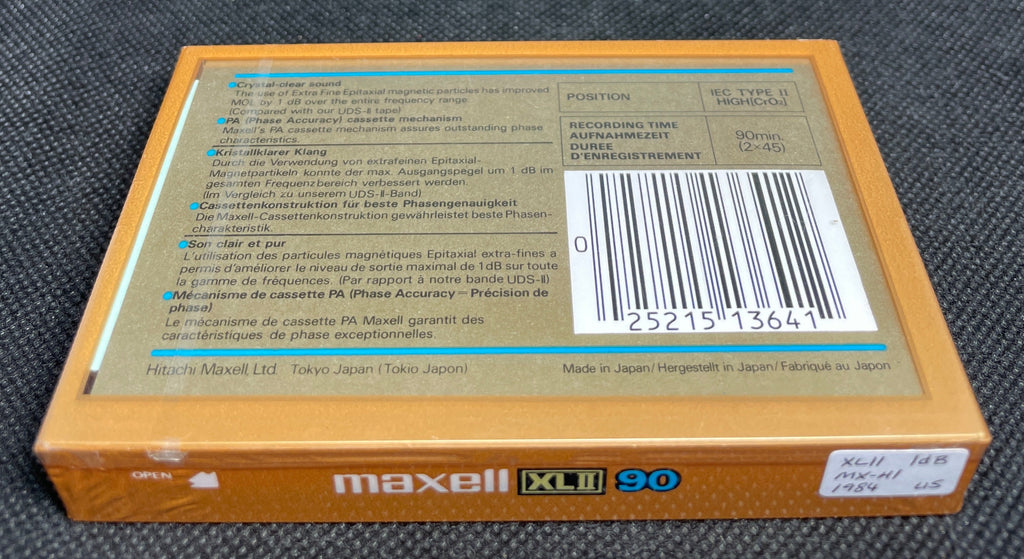 Crystal-clear sound
The use of Extra Fine Epitaxial magnetic particles has improved
MOL by 1 dB over the entire frequency range.
(Compared with our UDS-II tape)
PA (Phase Accuracy) cassette mechanism
Maxell's PA cassette mechanism assures outstanding phase
characteristics.
Kristallklarer Klang
Durch die Verwendung von extrafeinen Epitaxial-
Magnetpartikeln konnte der max. Ausgangspegel um 1 dB im
gesamten Frequenzbereich verbessert werden.
(Im Vergleich zu unserem UDS-II-Band)
Cassettenkonstruktion für beste Phasengenauigkeit
Die Maxell-Cassettenkonstruktion gewährleistet beste Phasen-
charakteristik.
Son clair et pur
L'utilisation des particules magnétiques Epitaxial extra-fines a
permis d'améliorer le niveau de sortie maximal de 1dB sur toute
la gamme de fréquences. (Par rapport à notre bande UDS-II)
Mécanisme de cassette PA (Phase Accuracy = Précision de
phase)
Le mécanisme de cassette PA Maxell garantit des
caractéristiques de phase exceptionnelles.
POSITION
IEC TYPE II
HIGH[CrO2]
RECORDING TIME
AUFNAHMEZEIT
DUREE
D'ENREGISTREMENT
90min.
(2×45)
0
25215 13641
Hitachi Maxell, Ltd. Tokyo Japan (Tokio Japon)
Made in Japan/Hergestellt in Japan/Fabriqué au Japon
OPEN
maxell XLII 90
XLII 1dB
MX-H1
1984 US